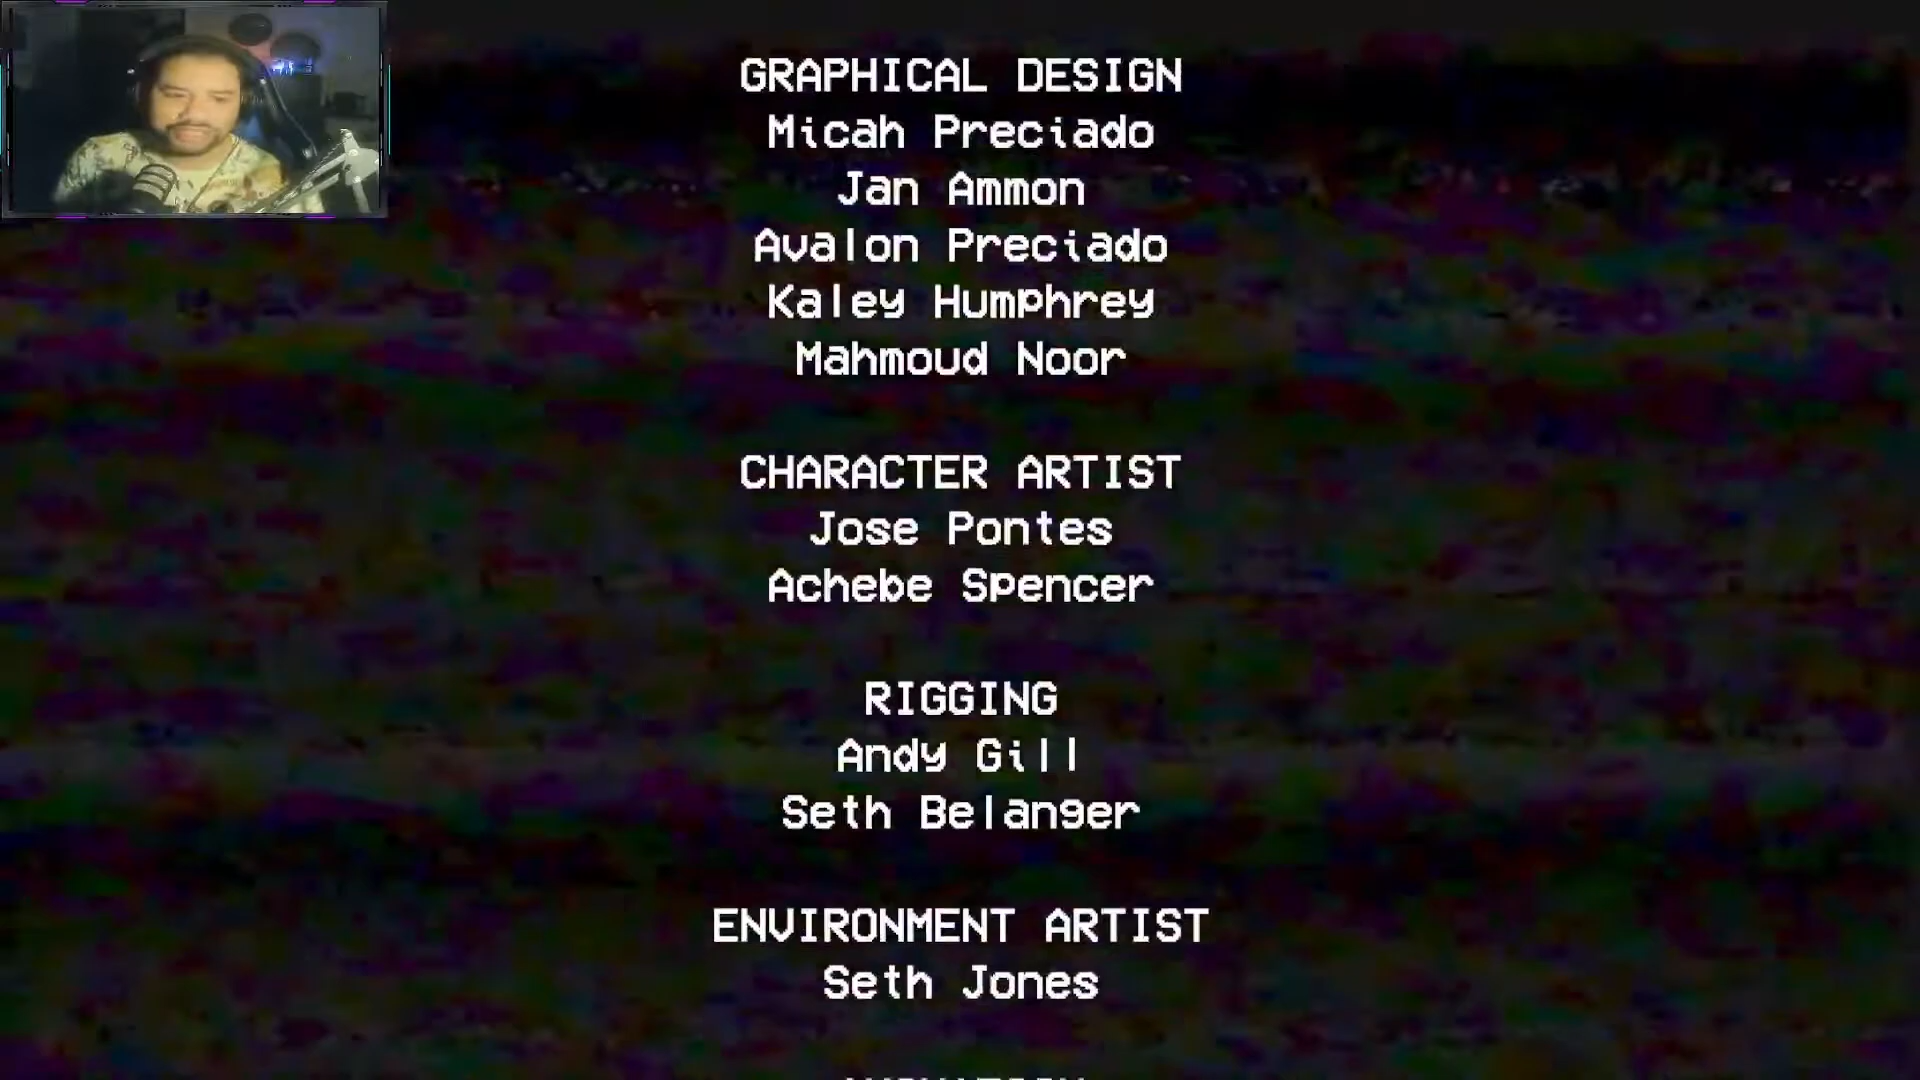 GRAPHICAL DESIGN
Micah Preciado
Jan Ammon
Avalon Preciado
Kaley Humphrey
Mahmoud Noor
CHARACTER ARTIST
Jose Pontes
Achebe Spencer
RIGGING
Andy Gill
Seth Belanger
ENVIRONMENT ARTIST
Seth Jones